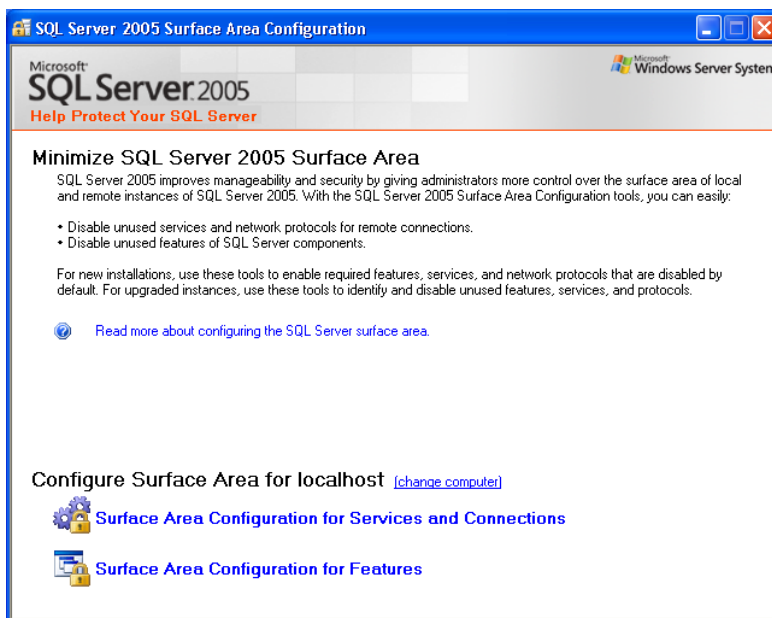 SQL Server 2005 Surface Area Configuration
Microsoft
SQL Server 2005
Help Protect Your SQL Server
Microsoft
Windows Server System
Minimize SQL Server 2005 Surface Area
SQL Server 2005 improves manageability and security by giving administrators more control over the surface area of local
and remote instances of SQL Server 2005. With the SQL Server 2005 Surface Area Configuration tools, you can easily:
• Disable unused services and network protocols for remote connections.
• Disable unused features of SQL Server components.
For new installations, use these tools to enable required features, services, and network protocols that are disabled by
default. For upgraded instances, use these tools to identify and disable unused features, services, and protocols.
Read more about configuring the SQL Server surface area.
Configure Surface Area for localhost (change computer)
Surface Area Configuration for Services and Connections
Surface Area Configuration for Features